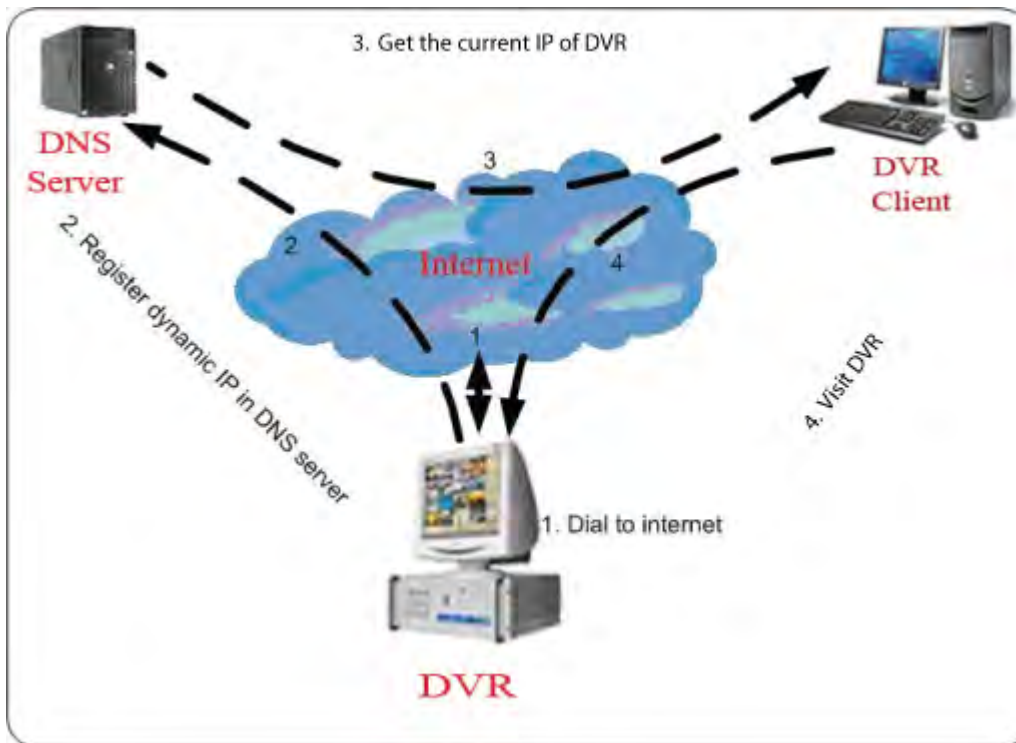 3. Get the current IP of DVR
DNS
Server
DVR
Client
3
2
Internet
4
1
2. Register dynamic IP in DNS server
4. Visit DVR
1. Dial to internet
DVR